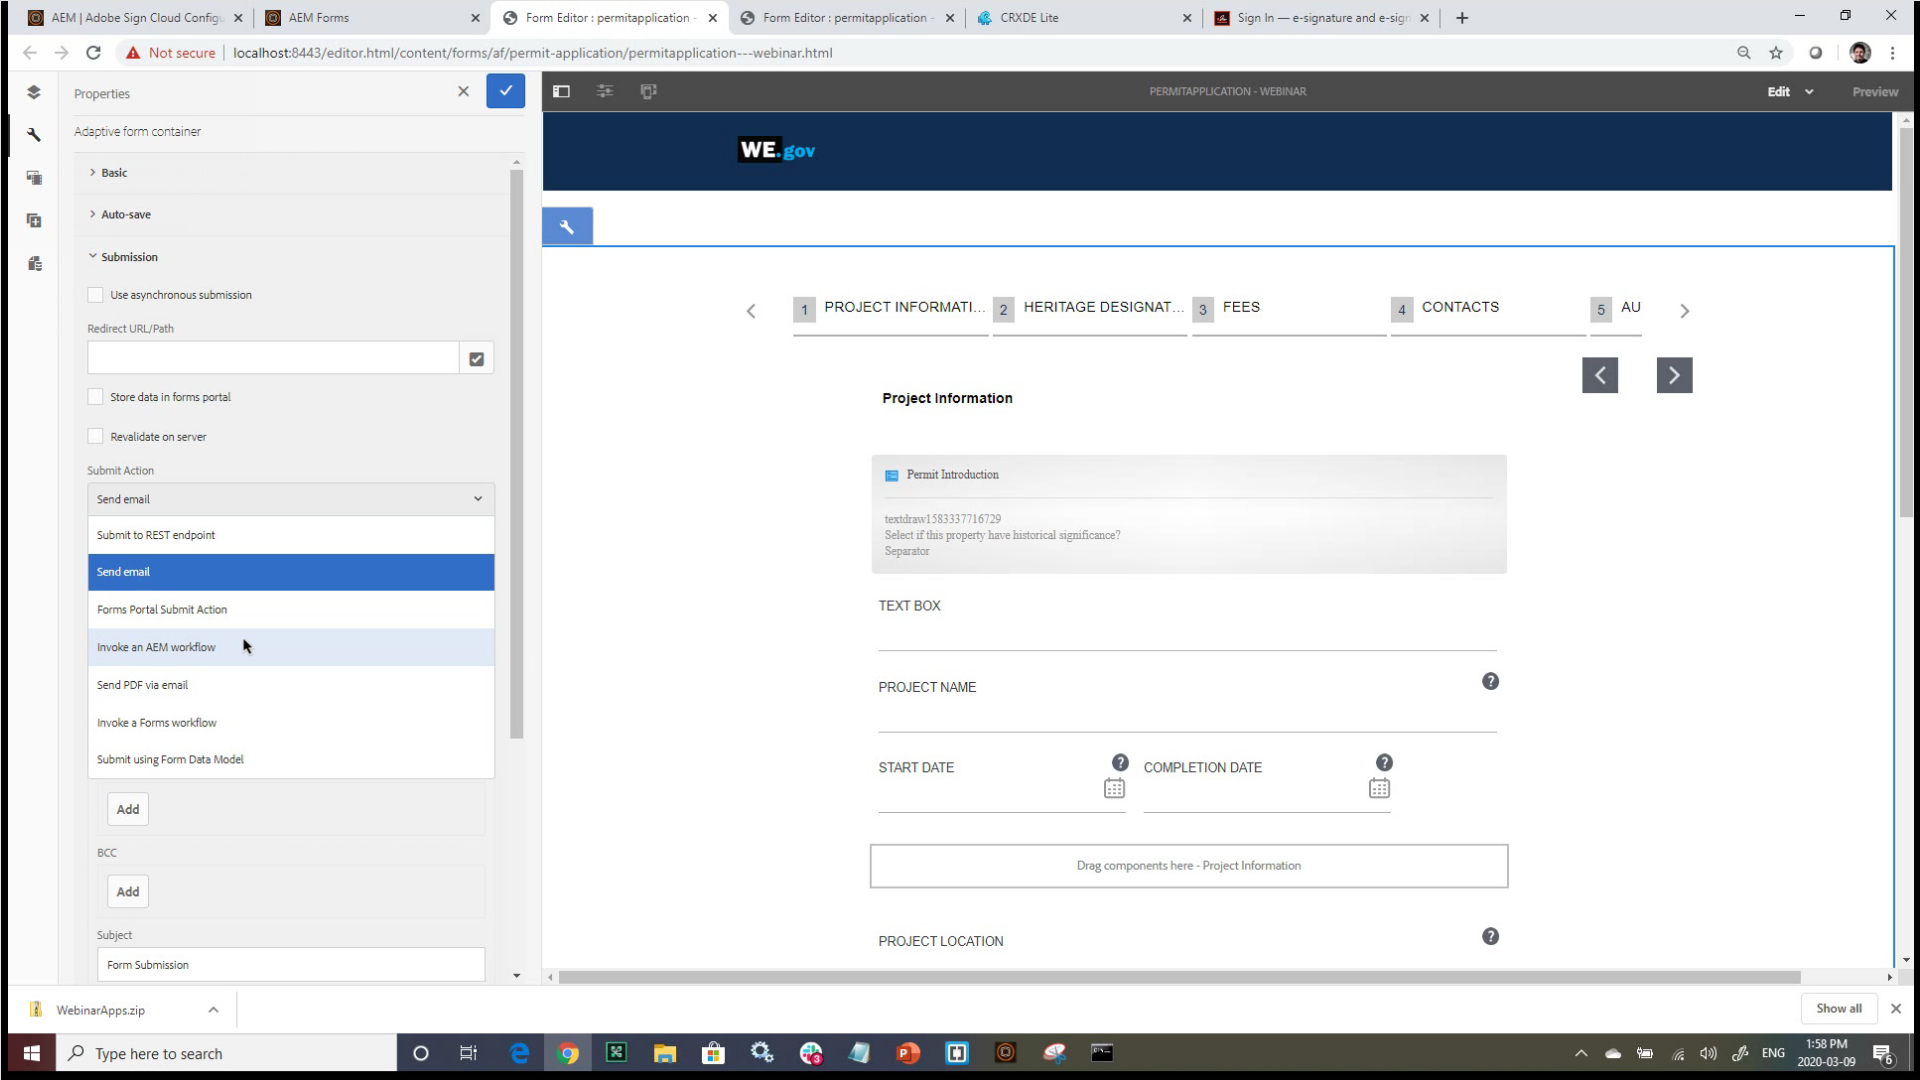 AEM | Adobe Sign Cloud Configu
AEM Forms
Form Editor : permitapplication -
Form Editor : permitapplication -
CRXDE Lite
Sign In — e-signature and e-sign
Not secure
localhost:8443/editor.html/content/forms/af/permit-application/permitapplication---webinar.html
Properties
PERMITAPPLICATION - WEBINAR
Edit
Preview
Adaptive form container
Basic
Auto-save
Submission
Use asynchronous submission
Redirect URL/Path
Store data in forms portal
Revalidate on server
Submit Action
Send email
Submit to REST endpoint
Send email
Forms Portal Submit Action
Invoke an AEM workflow
Send PDF via email
Invoke a Forms workflow
Submit using Form Data Model
Add
BCC
Add
Subject
Form Submission
WE.gov
1 PROJECT INFORMATI...
2 HERITAGE DESIGNAT...
3 FEES
4 CONTACTS
5 AU
Project Information
Permit Introduction
textdraw1583337716729
Select if this property have historical significance?
Separator
TEXT BOX
PROJECT NAME
START DATE
COMPLETION DATE
Drag components here - Project Information
PROJECT LOCATION
WebinarApps.zip
Show all
Type here to search
3
ENG
1:58 PM
2020-03-09
6